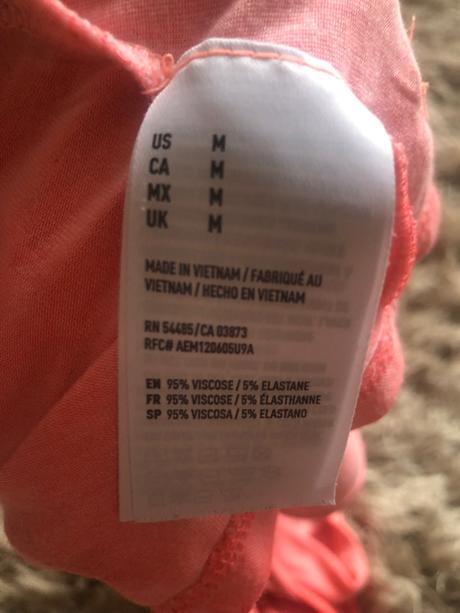 US M
CA M
MX M
UK M
MADE IN VIETNAM / FABRIQUÉ AU
VIETNAM / HECHO EN VIETNAM
RN 54485/CA 03873
RFC# AEM120605U9A
EN 95% VISCOSE / 5% ELASTANE
FR 95% VISCOSE / 5% ÉLASTHANNE
SP 95% VISCOSA / 5% ELASTANO